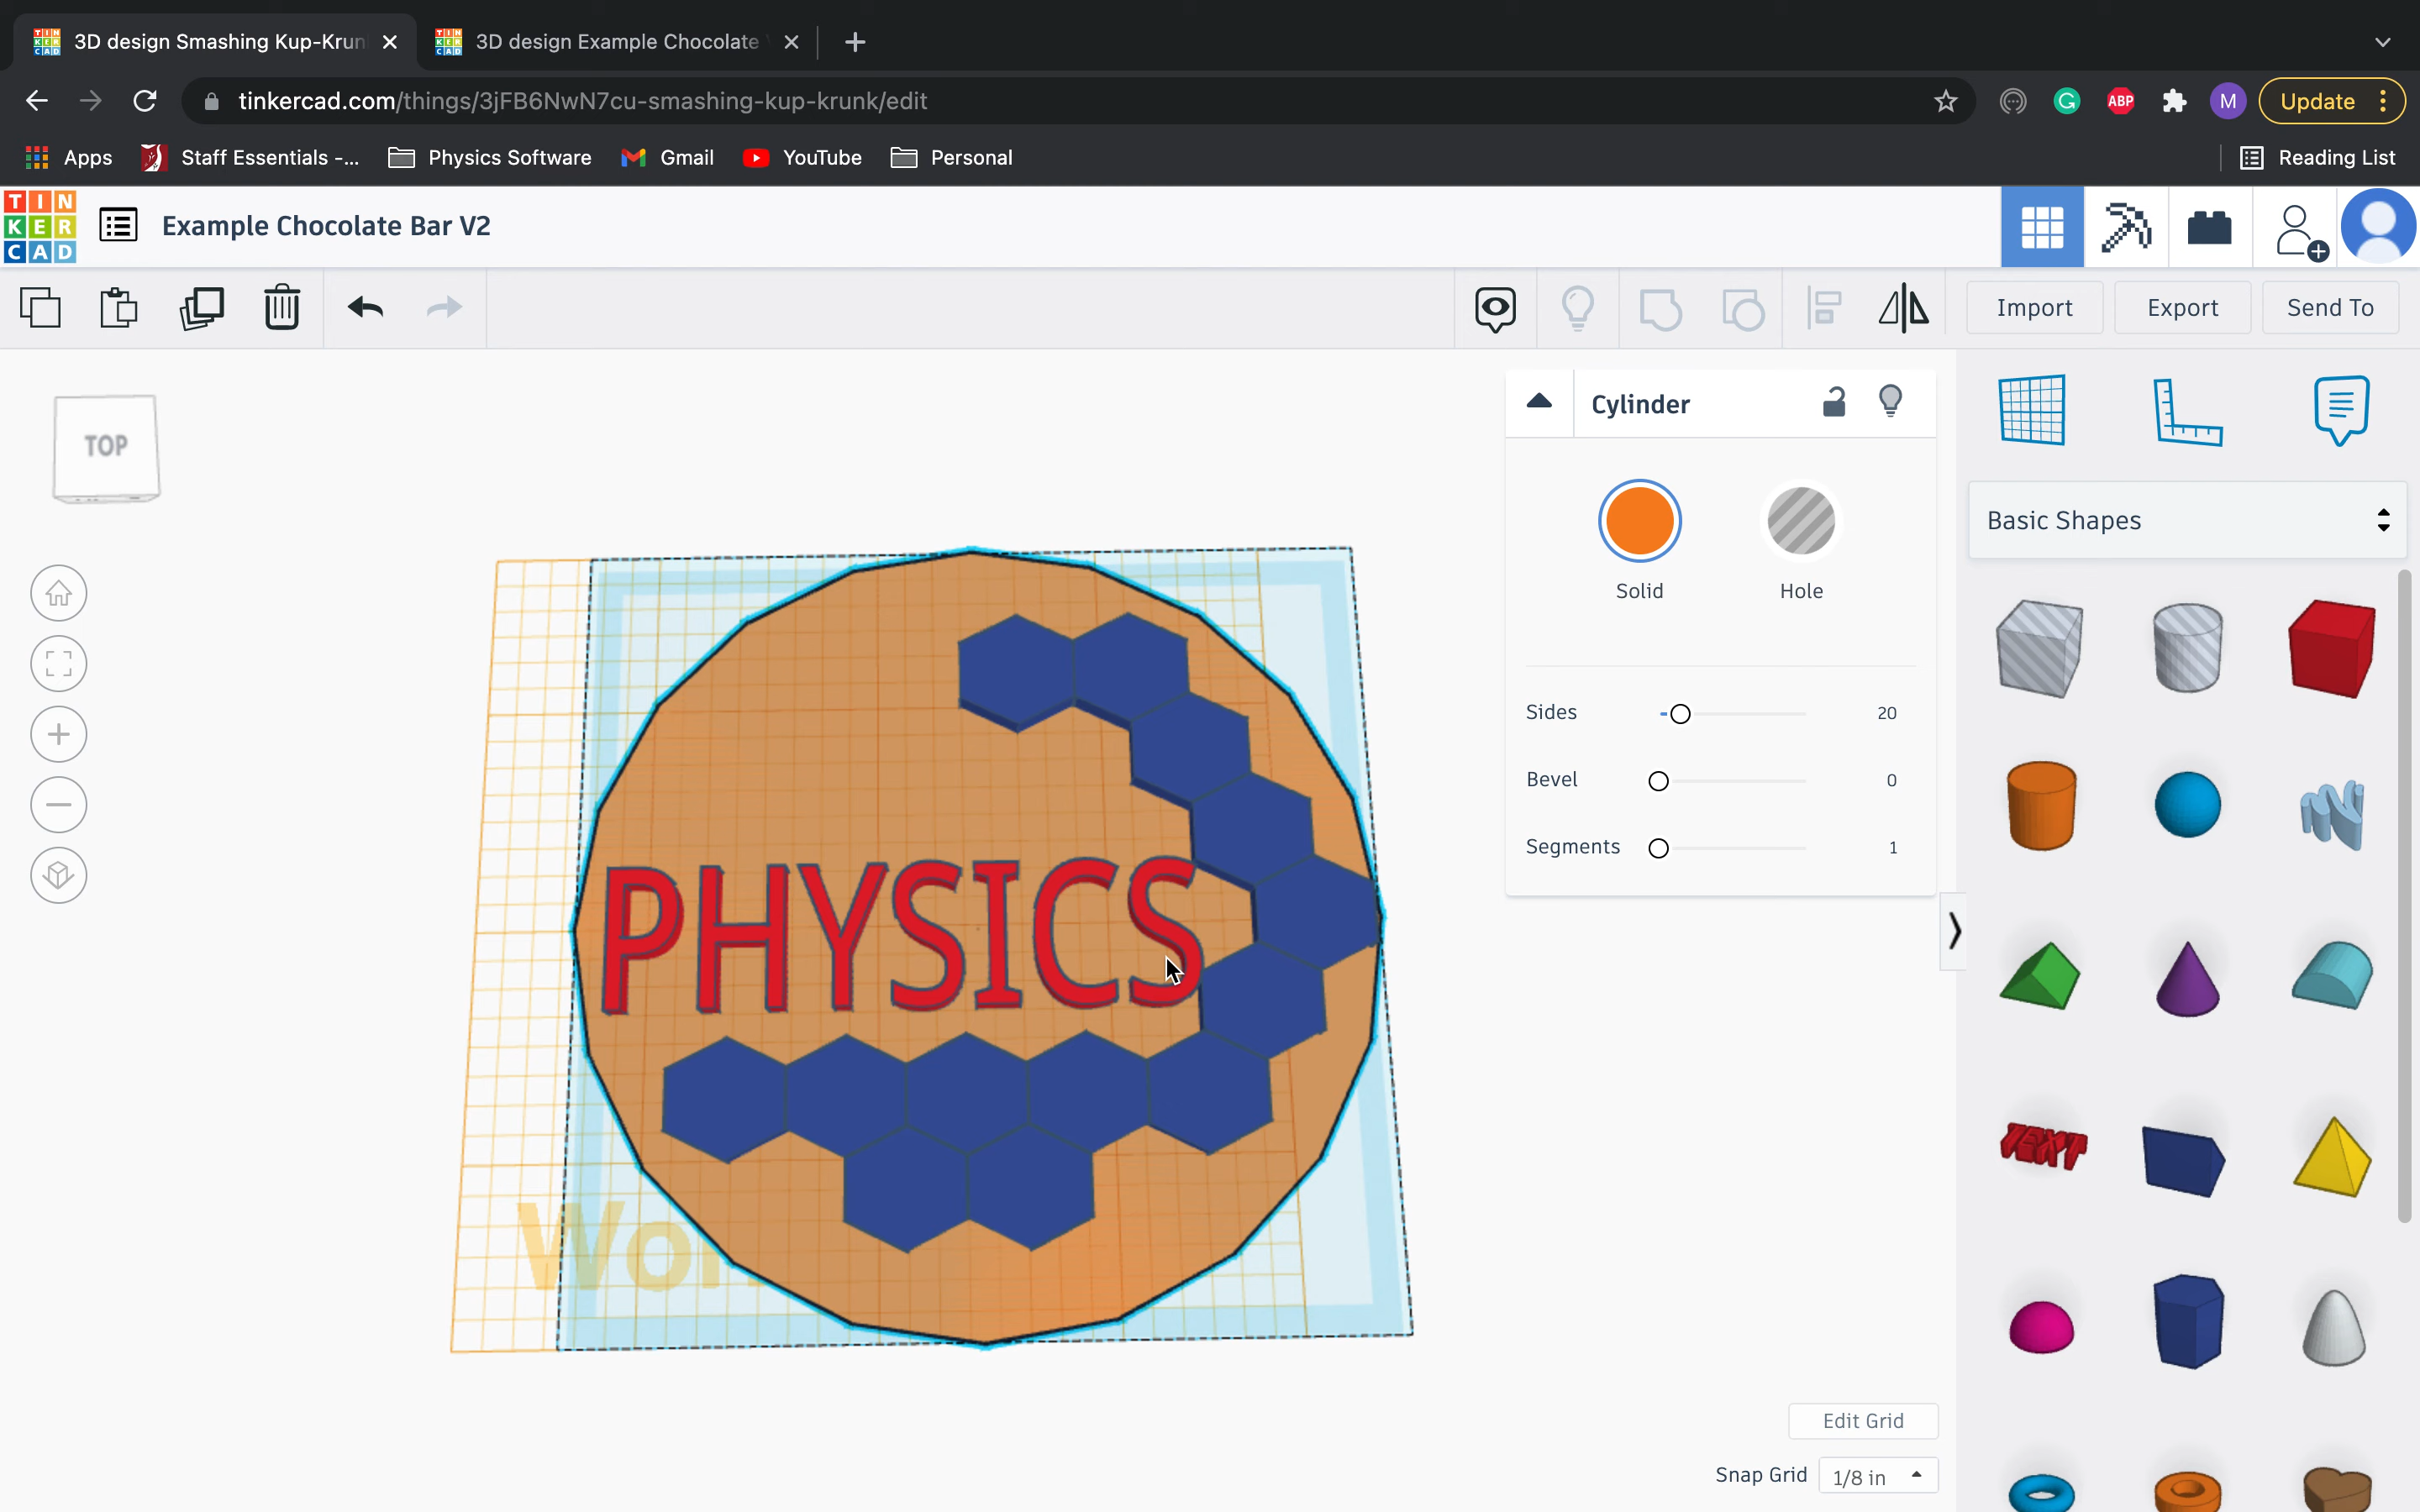 3D design Smashing Kup-Krun
3D design Example Chocolate
tinkercad.com/things/3jFB6NwN7cu-smashing-kup-krunk/edit
ABP
M
Update
Apps
Staff Essentials -...
Physics Software
Gmail
YouTube
Personal
Reading List
TIN
KER
CAD
Example Chocolate Bar V2
Import
Export
Send To
TOP
Cylinder
Solid
Hole
Sides
20
Bevel
0
Segments
1
Basic Shapes
TEXT
PHYSICS
Wor
Edit Grid
Snap Grid
1/8 in